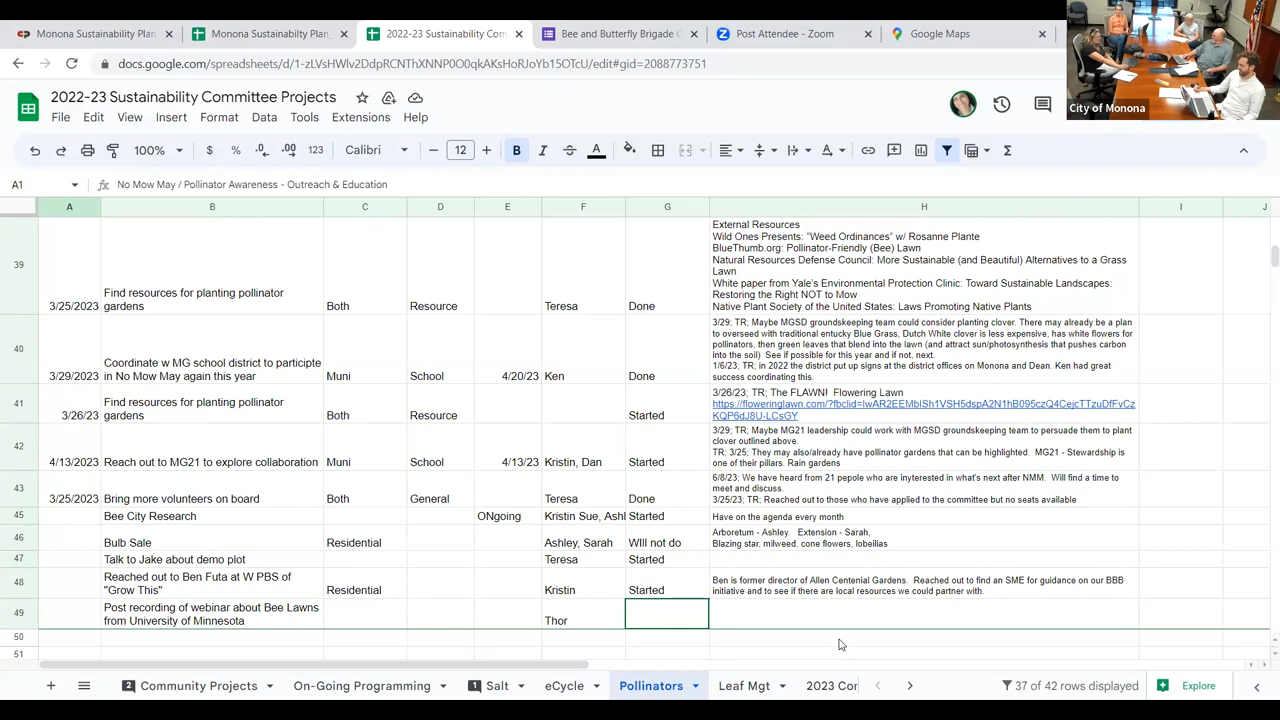 Monona Sustainability Plan
Monona Sustainabilty Plan
2022-23 Sustainability Com
Bee and Butterfly Brigade C
Post Attendee - Zoom
Google Maps
City of Monona
docs.google.com/spreadsheets/d/1-zLVsHWlv2DdpRCNThXNNP0O0qkAKsHoRJoYb15OTcU/edit#gid=2088773751
2022-23 Sustainability Committee Projects
File Edit View Insert Format Data Tools Extensions Help
100% $ % .0 .00 123 Calibri 12 B I A
A1 No Mow May / Pollinator Awareness - Outreach & Education
A B C D E F G H I J
External Resources
Wild Ones Presents: "Weed Ordinances" w/ Rosanne Plante
BlueThumb.org: Pollinator-Friendly (Bee) Lawn
Natural Resources Defense Council: More Sustainable (and Beautiful) Alternatives to a Grass
Lawn
White paper from Yale's Environmental Protection Clinic: Toward Sustainable Landscapes:
Restoring the Right NOT to Mow
Native Plant Society of the United States: Laws Promoting Native Plants
39
3/25/2023
Find resources for planting pollinator
gardens
Both Resource Teresa Done
40
3/29/2023
Coordinate w MG school district to participte
in No Mow May again this year
Muni School 4/20/23 Ken Done
3/29; TR; Maybe MGSD groundskeeping team could consider planting clover. There may already be a plan
to overseed with traditional entucky Blue Grass, Dutch White clover is less expensive, has white flowers for
pollinators, then green leaves that blend into the lawn (and attract sun/photosynthesis that pushes carbon
into the soil) See if possible for this year and if not, next.
1/6/23; TR; in 2022 the district put up signs at the district offices on Monona and Dean. Ken had great
success coordinating this.
41
3/26/23
Find resources for planting pollinator
gardens
Both Resource Started
3/26/23; TR; The FLAWN! Flowering Lawn
https://floweringlawn.com/?fbclid=IwAR2EEMbISh1VSH5dspA2N1hB095czQ4CejcTTzuDfFvCz
KQP6dJ8U-LCsGY
42
4/13/2023 Reach out to MG21 to explore collaboration Muni School 4/13/23 Kristin, Dan Started
3/29; TR; Maybe MG21 leadership could work with MGSD groundskeeping team to persuade them to plant
clover outlined above.
TR; 3/25; They may also/already have pollinator gardens that can be highlighted. MG21 - Stewardship is
one of their pillars. Rain gardens
43
3/25/2023 Bring more volunteers on board Both General Teresa Done
6/8/23; We have heard from 21 pepole who are inyterested in what's next after NMM. Will find a time to
meet and discuss.
3/25/23; TR; Reached out to those who have applied to the committee but no seats available
45 Bee City Research ONgoing Kristin Sue, Ashl Started Have on the agenda every month
46 Bulb Sale Residential Ashley, Sarah WIll not do
Arboretum - Ashley. Extension - Sarah,
Blazing star, milweed, cone flowers, lobeilias
47 Talk to Jake about demo plot Teresa Started
48
Reached out to Ben Futa at W PBS of
"Grow This"
Residential Kristin Started
Ben is former director of Allen Centenial Gardens. Reached out to find an SME for guidance on our BBB
initiative and to see if there are local resources we could partner with.
49
Post recording of webinar about Bee Lawns
from University of Minnesota
Thor
50
51
Community Projects On-Going Programming Salt eCycle Pollinators Leaf Mgt 2023 Cor 37 of 42 rows displayed Explore